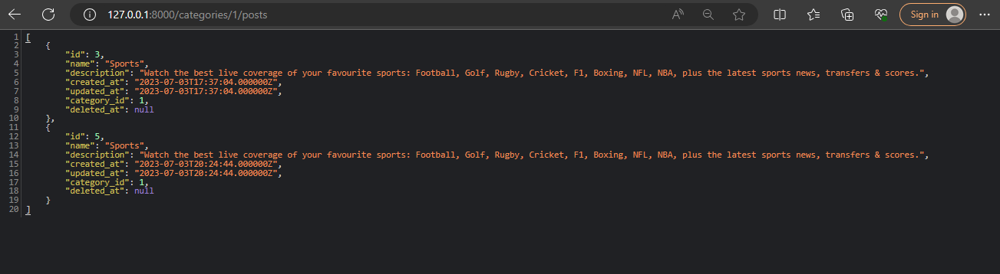 127.0.0.1:8000/categories/1/posts
Sign in
1 [
2 {
3 "id": 3,
4 "name": "Sports",
5 "description": "Watch the best live coverage of your favourite sports: Football, Golf, Rugby, Cricket, F1, Boxing, NFL, NBA, plus the latest sports news, transfers & scores.",
6 "created_at": "2023-07-03T17:37:04.000000Z",
7 "updated_at": "2023-07-03T17:37:04.000000Z",
8 "category_id": 1,
9 "deleted_at": null
10 },
11 {
12 "id": 5,
13 "name": "Sports",
14 "description": "Watch the best live coverage of your favourite sports: Football, Golf, Rugby, Cricket, F1, Boxing, NFL, NBA, plus the latest sports news, transfers & scores.",
15 "created_at": "2023-07-03T20:24:44.000000Z",
16 "updated_at": "2023-07-03T20:24:44.000000Z",
17 "category_id": 1,
18 "deleted_at": null
19 }
20 ]